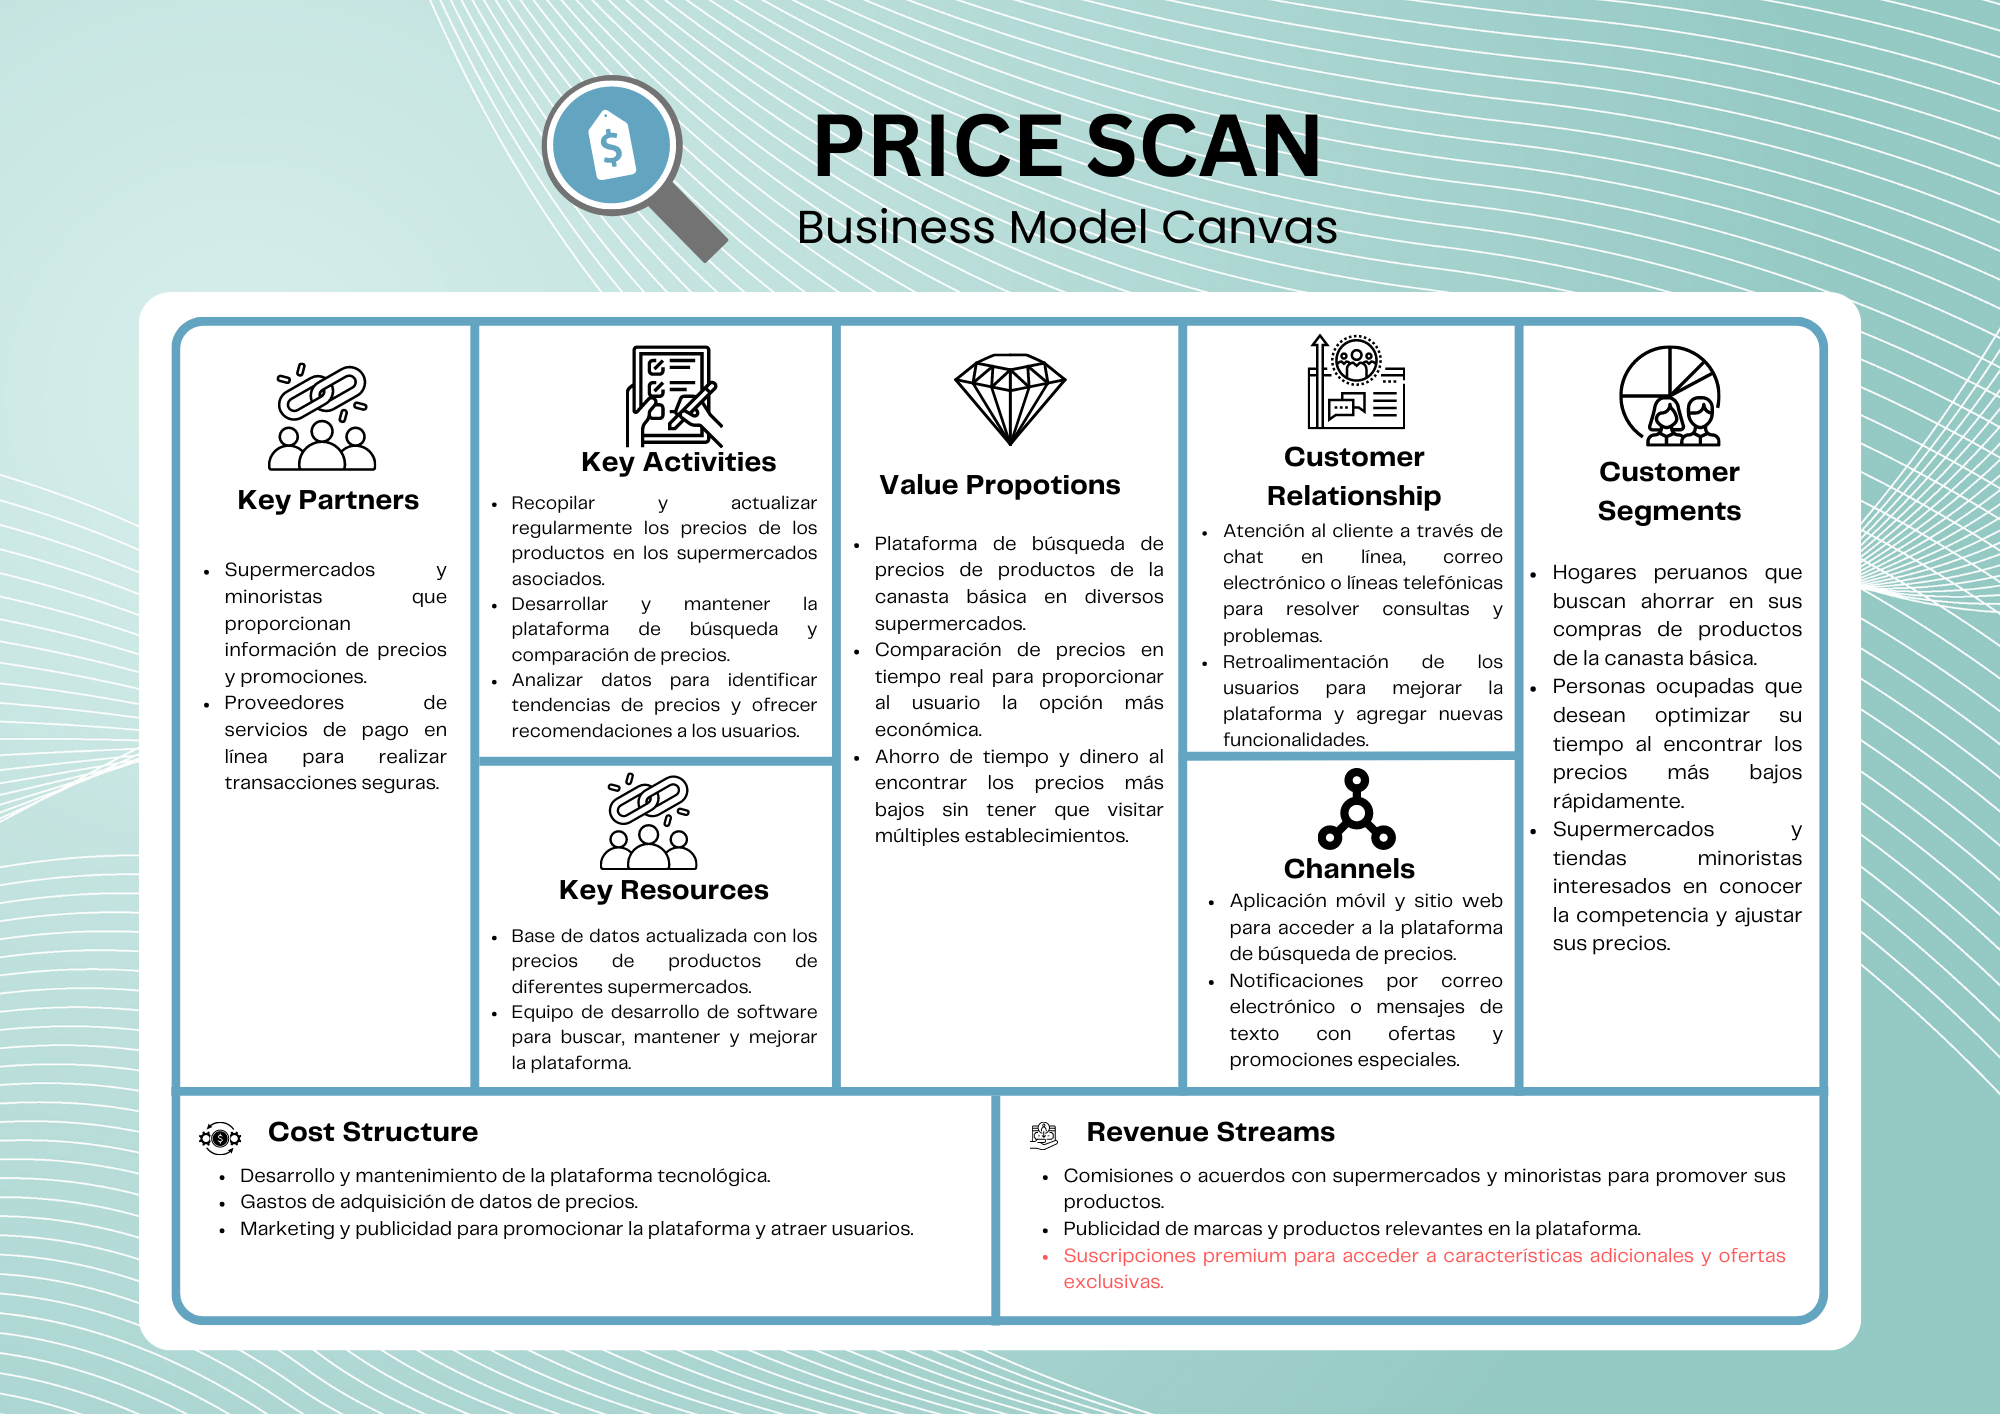 $
PRICE SCAN
Business Model Canvas
Key Partners
• Supermercados y
minoristas que
proporcionan
información de precios
y promociones.
• Proveedores de
servicios de pago en
línea para realizar
transacciones seguras.
Key Activities
• Recopilar y actualizar
regularmente los precios de los
productos en los supermercados
asociados.
• Desarrollar y mantener la
plataforma de búsqueda y
comparación de precios.
• Analizar datos para identificar
tendencias de precios y ofrecer
recomendaciones a los usuarios.
Key Resources
• Base de datos actualizada con los
precios de productos de
diferentes supermercados.
• Equipo de desarrollo de software
para buscar, mantener y mejorar
la plataforma.
Value Propotions
• Plataforma de búsqueda de
precios de productos de la
canasta básica en diversos
supermercados.
• Comparación de precios en
tiempo real para proporcionar
al usuario la opción más
económica.
• Ahorro de tiempo y dinero al
encontrar los precios más
bajos sin tener que visitar
múltiples establecimientos.
Customer
Relationship
• Atención al cliente a través de
chat en línea, correo
electrónico o líneas telefónicas
para resolver consultas y
problemas.
• Retroalimentación de los
usuarios para mejorar la
plataforma y agregar nuevas
funcionalidades.
Channels
• Aplicación móvil y sitio web
para acceder a la plataforma
de búsqueda de precios.
• Notificaciones por correo
electrónico o mensajes de
texto con ofertas y
promociones especiales.
Customer
Segments
• Hogares peruanos que
buscan ahorrar en sus
compras de productos
de la canasta básica.
• Personas ocupadas que
desean optimizar su
tiempo al encontrar los
precios más bajos
rápidamente.
• Supermercados y
tiendas minoristas
interesados en conocer
la competencia y ajustar
sus precios.
Cost Structure
• Desarrollo y mantenimiento de la plataforma tecnológica.
• Gastos de adquisición de datos de precios.
• Marketing y publicidad para promocionar la plataforma y atraer usuarios.
Revenue Streams
• Comisiones o acuerdos con supermercados y minoristas para promover sus
productos.
• Publicidad de marcas y productos relevantes en la plataforma.
• Suscripciones premium para acceder a características adicionales y ofertas
exclusivas.